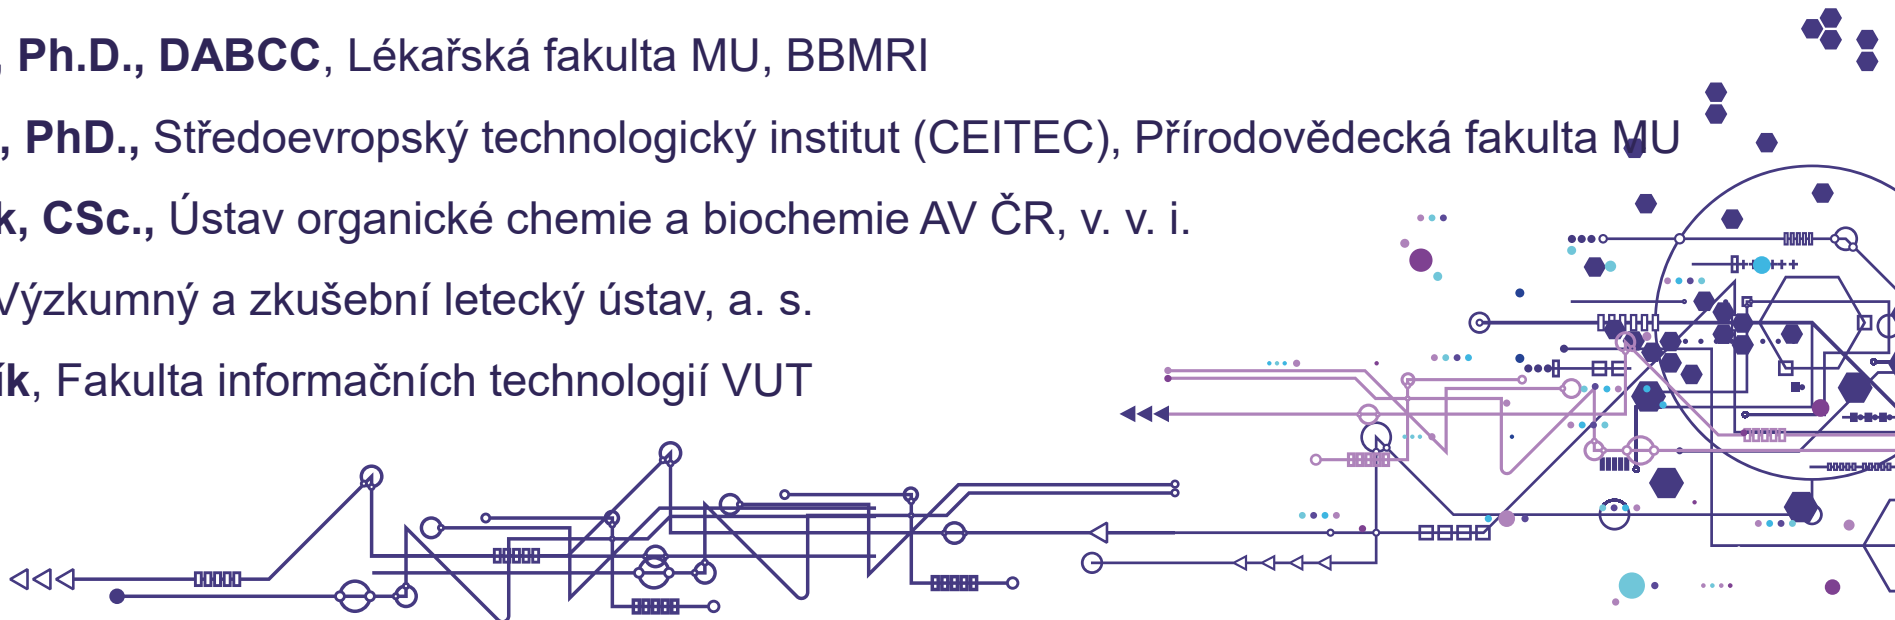 , Ph.D., DABCC, Lékařská fakulta MU, BBMRI
, PhD., Středoevropský technologický institut (CEITEC), Přírodovědecká fakulta MU
k, CSc., Ústav organické chemie a biochemie AV ČR, v. v. i.
Výzkumný a zkušební letecký ústav, a. s.
ík, Fakulta informačních technologií VUT